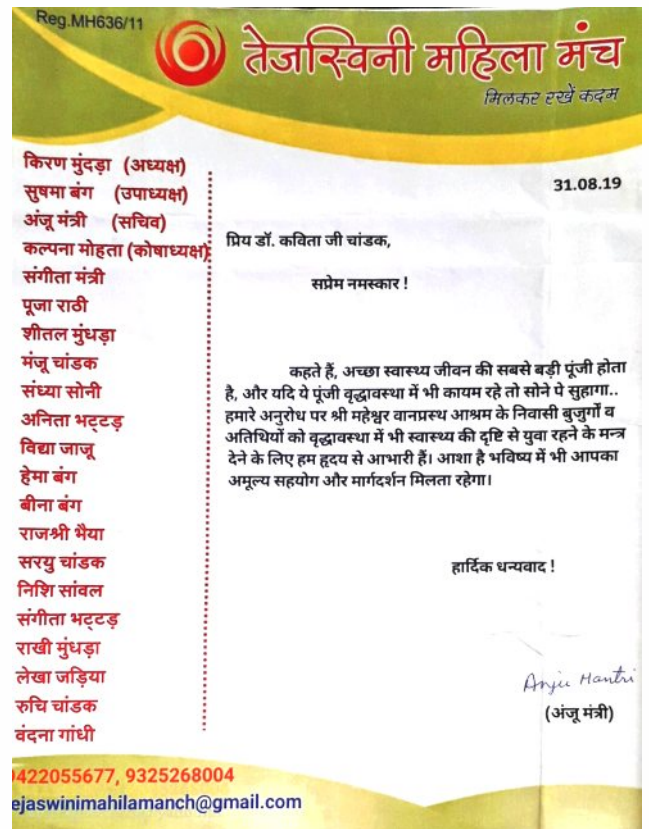 Reg.MH636/11
तेजस्विनी महिला मंच
मिलकर रखें कदम
किरण मुंदड़ा (अध्यक्ष)
सुषमा बंग (उपाध्यक्ष)
अंजू मंत्री (सचिव)
कल्पना मोहता (कोषाध्यक्ष)
संगीता मंत्री
पूजा राठी
शीतल मुंधड़ा
मंजू चांडक
संध्या सोनी
अनिता भट्टड़
विद्या जाजू
हेमा बंग
बीना बंग
राजश्री भैया
सरयु चांडक
निशि सांवल
संगीता भट्टड़
राखी मुंधड़ा
लेखा जड़िया
रुचि चांडक
वंदना गांधी
31.08.19
प्रिय डॉ. कविता जी चांडक,
सप्रेम नमस्कार !
कहते हैं, अच्छा स्वास्थ्य जीवन की सबसे बड़ी पूंजी होता
है, और यदि ये पूंजी वृद्धावस्था में भी कायम रहे तो सोने पे सुहागा..
हमारे अनुरोध पर श्री महेश्वर वानप्रस्थ आश्रम के निवासी बुजुर्गों व
अतिथियों को वृद्धावस्था में भी स्वास्थ्य की दृष्टि से युवा रहने के मन्त्र
देने के लिए हम हृदय से आभारी हैं। आशा है भविष्य में भी आपका
अमूल्य सहयोग और मार्गदर्शन मिलता रहेगा।
हार्दिक धन्यवाद !
Anju Mantri
(अंजू मंत्री)
9422055677, 9325268004
ejaswinimahilamanch@gmail.com